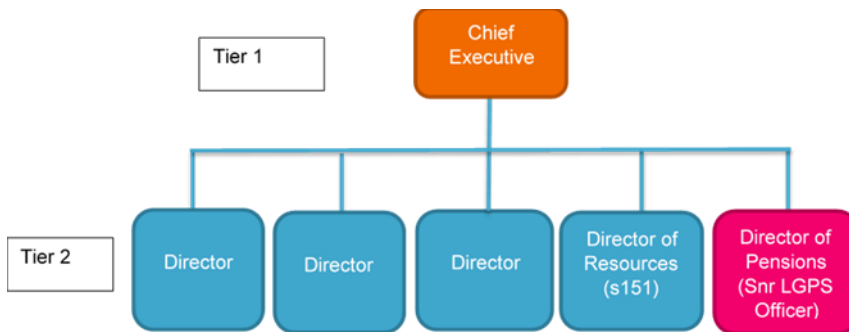 Chief
Executive
Tier 1
Tier 2
Director
Director
Director
Director of
Resources
(s151)
Director of
Pensions
(Snr LGPS
Officer)